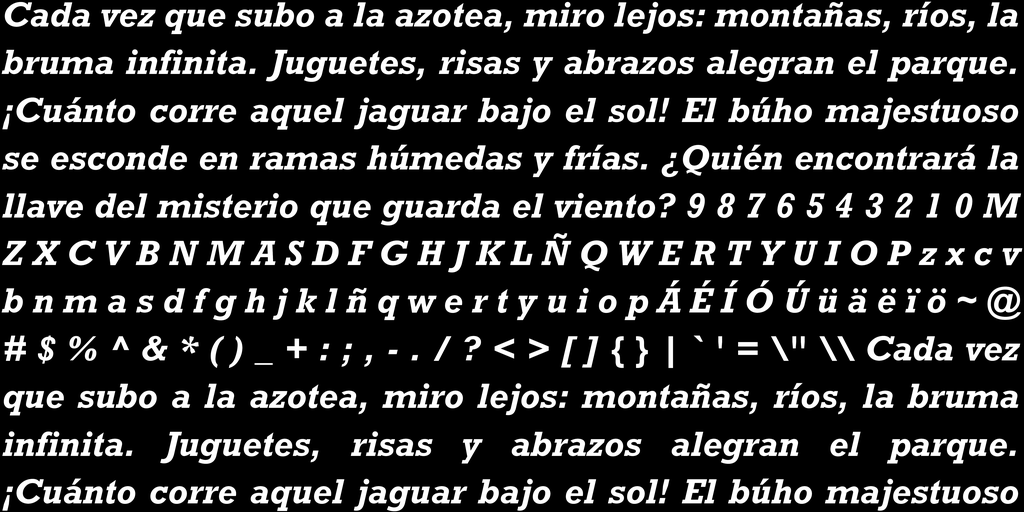 Cada vez que subo a la azotea, miro lejos: montañas, ríos, la
bruma infinita. Juguetes, risas y abrazos alegran el parque.
¡Cuánto corre aquel jaguar bajo el sol! El búho majestuoso
se esconde en ramas húmedas y frías. ¿Quién encontrará la
llave del misterio que guarda el viento? 9 8 7 6 5 4 3 2 1 0 M
Z X C V B N M A S D F G H J K L Ñ Q W E R T Y U I O P z x c v
b n m a s d f g h j k l ñ q w e r t y u i o p Á É Í Ó Ú ü ä ë ï ö ~ @
# $ % ^ & * ( ) _ + : ; , - . / ? < > [ ] { } | ` ' = \" \\ Cada vez
que subo a la azotea, miro lejos: montañas, ríos, la bruma
infinita. Juguetes, risas y abrazos alegran el parque.
¡Cuánto corre aquel jaguar bajo el sol! El búho majestuoso